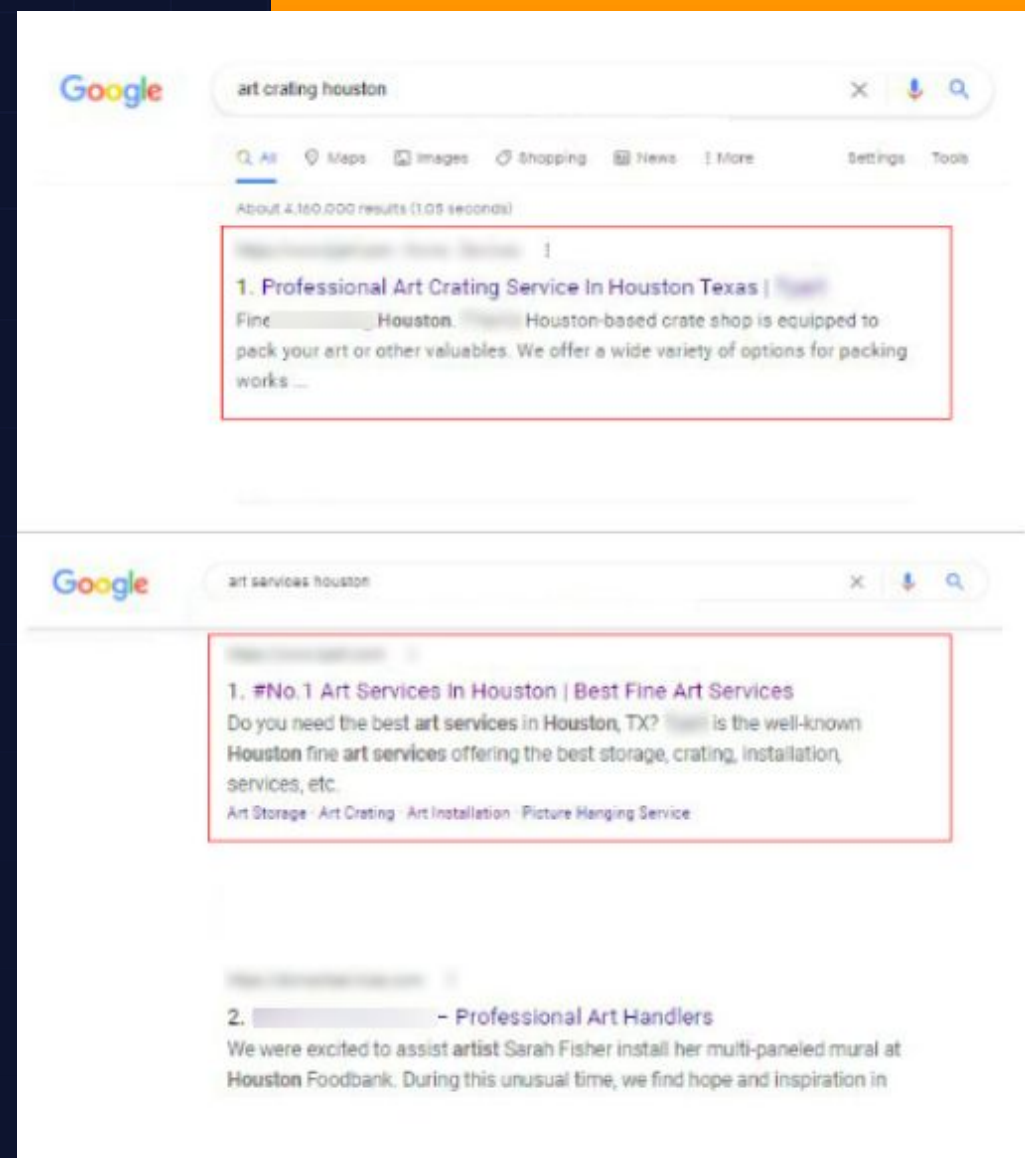 Google
art crating houston
All Maps Images Shopping News More Settings Tools
About 4,160,000 results (1.05 seconds)
1. Professional Art Crating Service In Houston Texas |
Fine Houston. Houston-based crate shop is equipped to
pack your art or other valuables. We offer a wide variety of options for packing
works ...
Google
art services houston
1. #No.1 Art Services In Houston | Best Fine Art Services
Do you need the best art services in Houston, TX? is the well-known
Houston fine art services offering the best storage, crating, installation,
services, etc.
Art Storage · Art Crating · Art Installation · Picture Hanging Service
2. – Professional Art Handlers
We were excited to assist artist Sarah Fisher install her multi-paneled mural at
Houston Foodbank. During this unusual time, we find hope and inspiration in